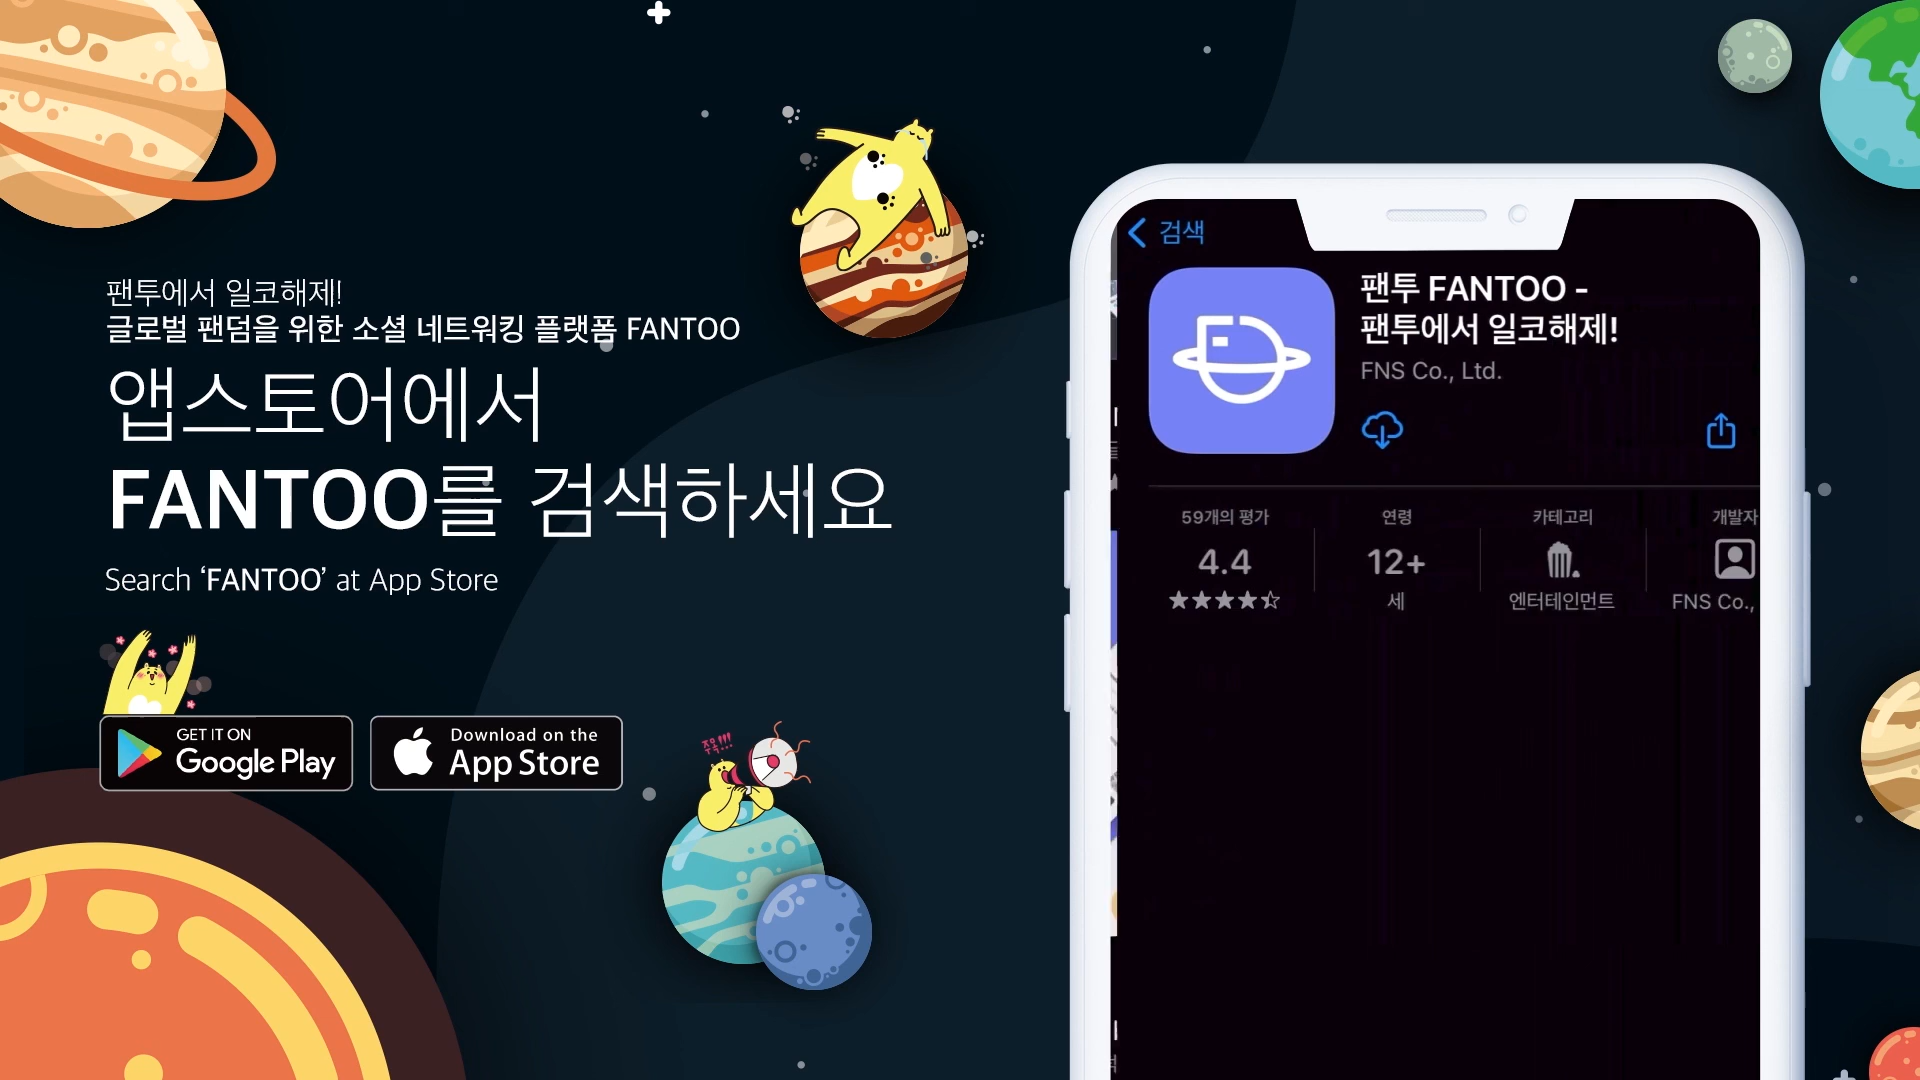 팬투에서 일코해제!
글로벌 팬덤을 위한 소셜 네트워킹 플랫폼 FANTOO
앱스토어에서
FANTOO를 검색하세요
Search ‘FANTOO’ at App Store
GET IT ON
Google Play
Download on the
App Store
검색
팬투 FANTOO -
팬투에서 일코해제!
FNS Co., Ltd.
59개의 평가
4.4
연령
12+
세
카테고리
엔터테인먼트
개발자
FNS Co.,